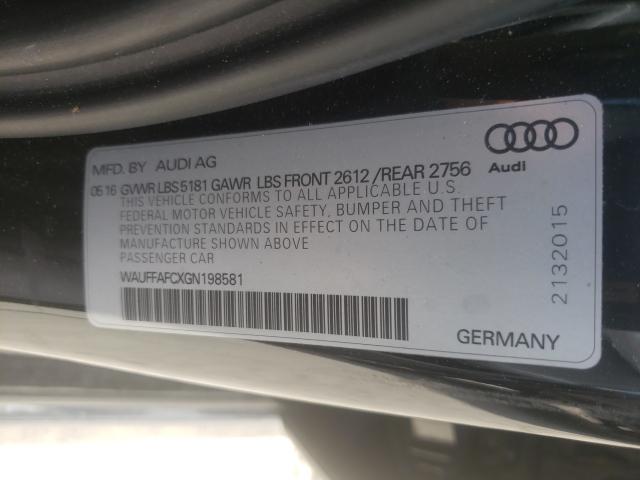 MFD. BY AUDI AG
05 16 GVWR LBS 5181 GAWR LBS FRONT 2612 /REAR 2756
THIS VEHICLE CONFORMS TO ALL APPLICABLE U.S.
FEDERAL MOTOR VEHICLE SAFETY, BUMPER AND THEFT
PREVENTION STANDARDS IN EFFECT ON THE DATE OF
MANUFACTURE SHOWN ABOVE
PASSENGER CAR
WAUFFAFCXGN198581
Audi
2132015
GERMANY